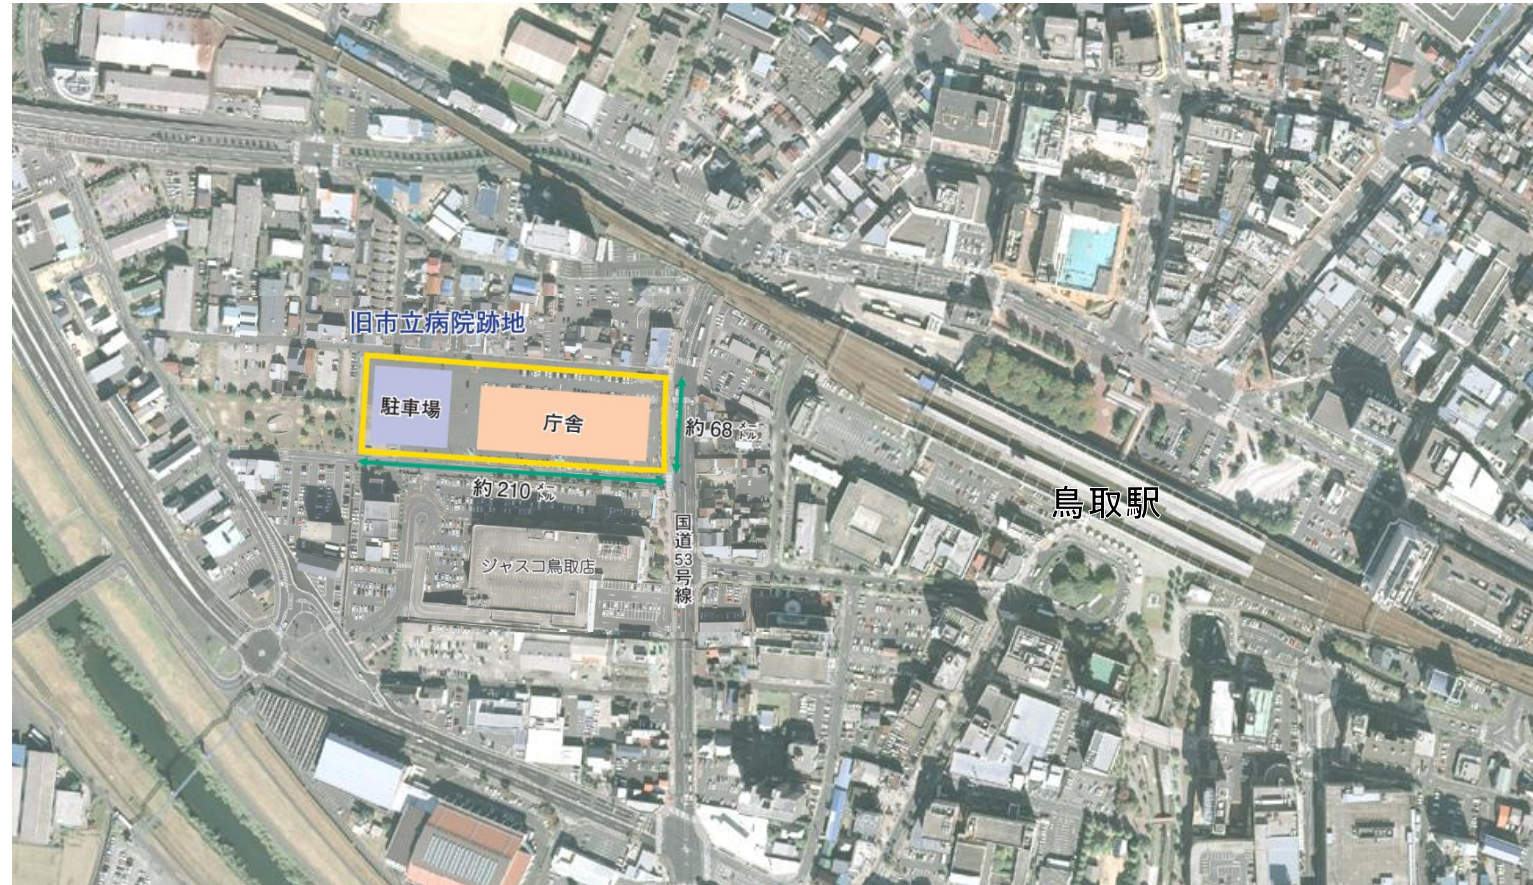 旧市立病院跡地
駐車場
庁舎
約68メートル
約210メートル
鳥取駅
国道53号線
ジャスコ鳥取店